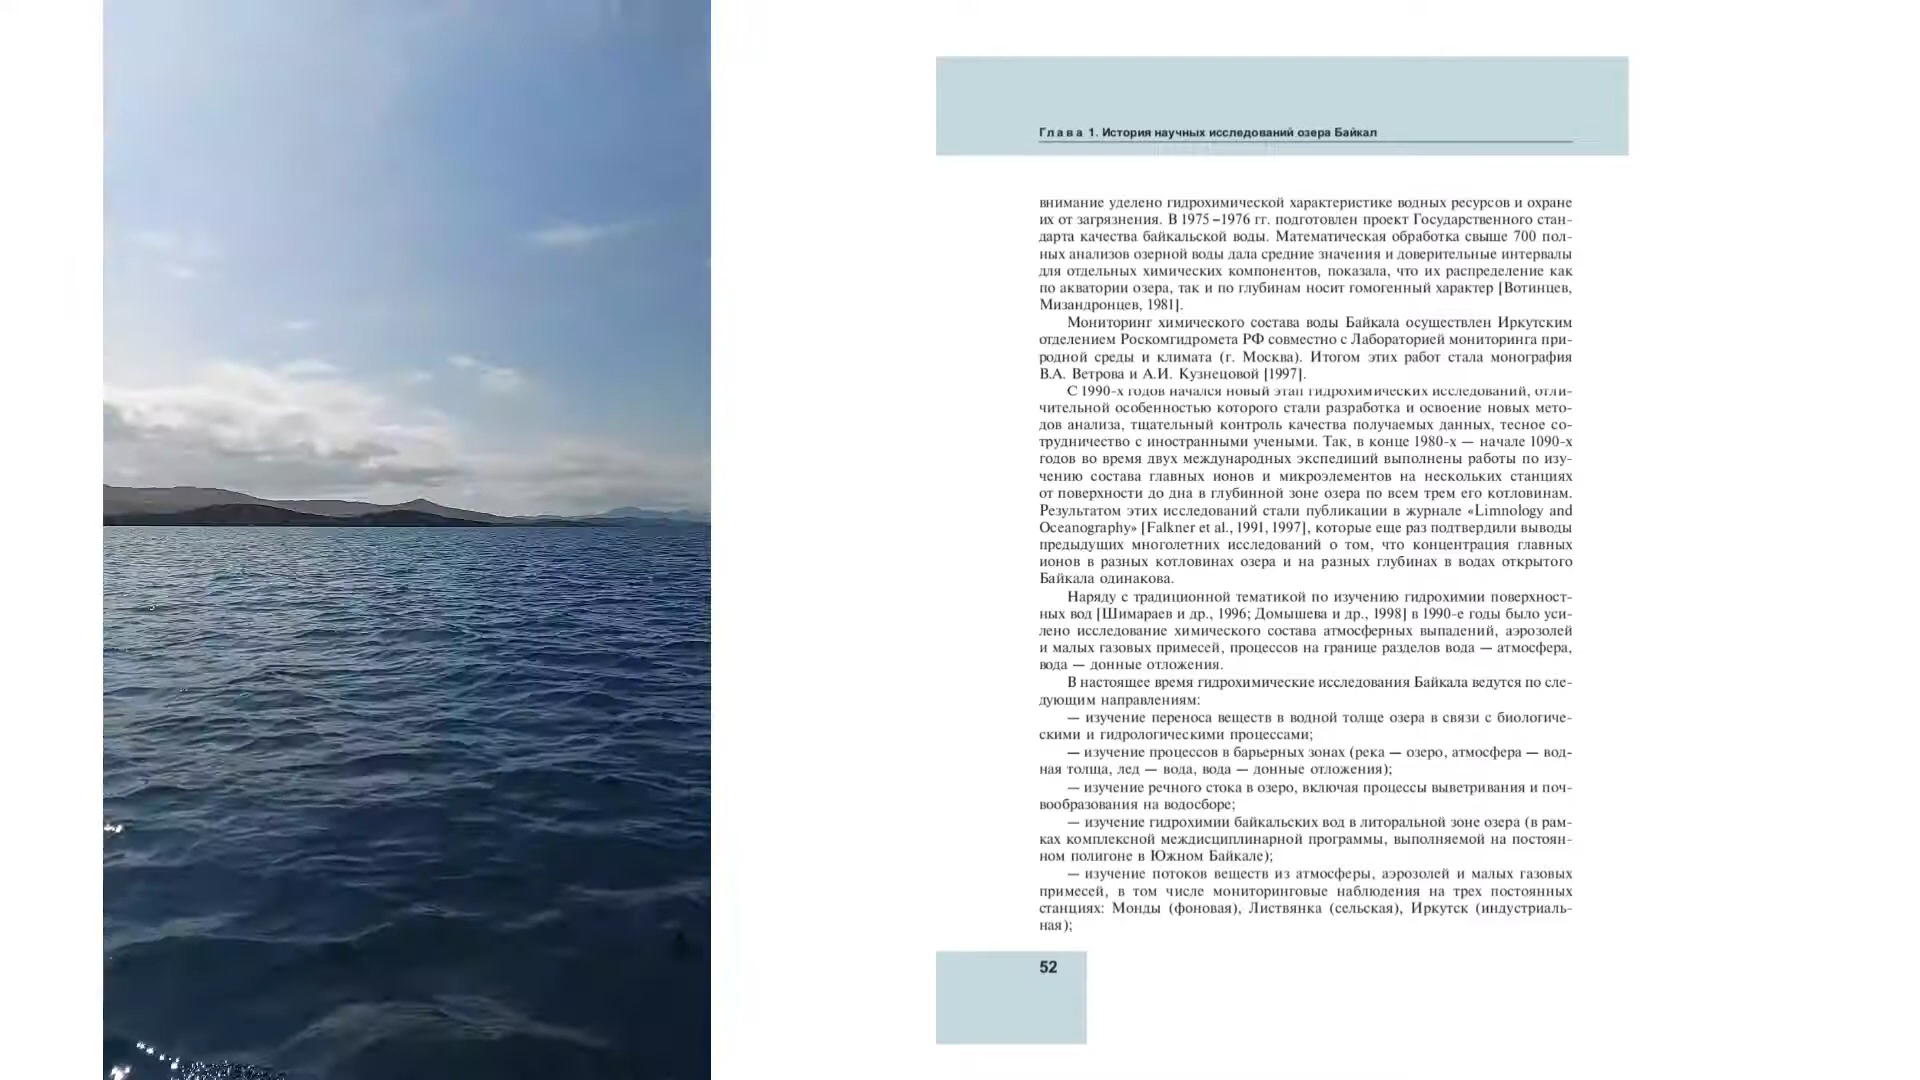 Глава 1. История научных исследований озера Байкал
внимание уделено гидрохимической характеристике водных ресурсов и охране
их от загрязнения. В 1975–1976 гг. подготовлен проект Государственного стан-
дарта качества байкальской воды. Математическая обработка свыше 700 пол-
ных анализов озерной воды дала средние значения и доверительные интервалы
для отдельных химических компонентов, показала, что их распределение как
по акватории озера, так и по глубинам носит гомогенный характер [Вотинцев,
Мизандронцев, 1981].
Мониторинг химического состава воды Байкала осуществлен Иркутским
отделением Роскомгидромета РФ совместно с Лабораторией мониторинга при-
родной среды и климата (г. Москва). Итогом этих работ стала монография
В.А. Ветрова и А.И. Кузнецовой [1997].
С 1990-х годов начался новый этап гидрохимических исследований, отли-
чительной особенностью которого стали разработка и освоение новых мето-
дов анализа, тщательный контроль качества получаемых данных, тесное со-
трудничество с иностранными учеными. Так, в конце 1980-х — начале 1090-х
годов во время двух международных экспедиций выполнены работы по изу-
чению состава главных ионов и микроэлементов на нескольких станциях
от поверхности до дна в глубинной зоне озера по всем трем его котловинам.
Результатом этих исследований стали публикации в журнале «Limnology and
Oceanography» [Falkner et al., 1991, 1997], которые еще раз подтвердили выводы
предыдущих многолетних исследований о том, что концентрация главных
ионов в разных котловинах озера и на разных глубинах в водах открытого
Байкала одинакова.
Наряду с традиционной тематикой по изучению гидрохимии поверхност-
ных вод [Шимараев и др., 1996; Домышева и др., 1998] в 1990-е годы было уси-
лено исследование химического состава атмосферных выпадений, аэрозолей
и малых газовых примесей, процессов на границе разделов вода — атмосфера,
вода — донные отложения.
В настоящее время гидрохимические исследования Байкала ведутся по сле-
дующим направлениям:
— изучение переноса веществ в водной толще озера в связи с биологиче-
скими и гидрологическими процессами;
— изучение процессов в барьерных зонах (река — озеро, атмосфера — вод-
ная толща, лед — вода, вода — донные отложения);
— изучение речного стока в озеро, включая процессы выветривания и поч-
вообразования на водосборе;
— изучение гидрохимии байкальских вод в литоральной зоне озера (в рам-
ках комплексной междисциплинарной программы, выполняемой на постоян-
ном полигоне в Южном Байкале);
— изучение потоков веществ из атмосферы, аэрозолей и малых газовых
примесей, в том числе мониторинговые наблюдения на трех постоянных
станциях: Монды (фоновая), Листвянка (сельская), Иркутск (индустриаль-
ная);
52